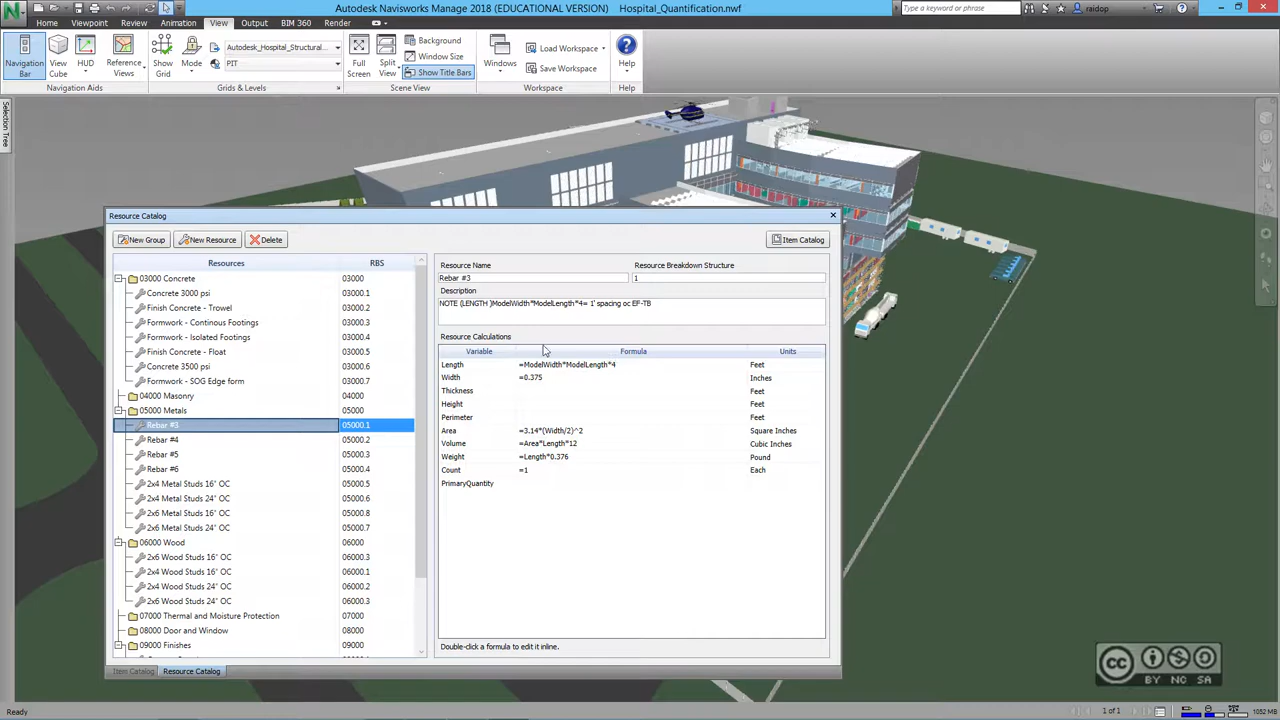 Autodesk Navisworks Manage 2018 (EDUCATIONAL VERSION) Hospital_Quantification.nwf
Type a keyword or phrase
raidop
Home Review Animation View Output BIM 360 Render
Navigation Bar
View Cube
HUD
Reference Views
Navigation Aids
Show Grid
Mode
Autodesk_Hospital_Structural...
PIT
Grids & Levels
Full Screen
Split View
Background
Window Size
Show Title Bars
Scene View
Windows
Load Workspace
Save Workspace
Workspace
Help
Help
Selection Tree
Resource Catalog
New Group New Resource Delete Item Catalog
Resources RBS
03000 Concrete 03000
Concrete 3000 psi 03000.1
Finish Concrete - Trowel 03000.2
Formwork - Continous Footings 03000.3
Formwork - Isolated Footings 03000.4
Finish Concrete - Float 03000.5
Concrete 3500 psi 03000.6
Formwork - SOG Edge form 03000.7
04000 Masonry 04000
05000 Metals 05000
Rebar #3 05000.1
Rebar #4 05000.2
Rebar #5 05000.3
Rebar #6 05000.4
2x4 Metal Studs 16" OC 05000.5
2x4 Metal Studs 24" OC 05000.6
2x6 Metal Studs 16" OC 05000.8
2x6 Metal Studs 24" OC 05000.7
06000 Wood 06000
2x6 Wood Studs 16" OC 06000.3
2x4 Wood Studs 16" OC 06000.1
2x4 Wood Studs 24" OC 06000.2
2x6 Wood Studs 24" OC 06000.3
07000 Thermal and Moisture Protection 07000
08000 Door and Window 08000
09000 Finishes 09000
Resource Name Resource Breakdown Structure
Rebar #3 1
Description
NOTE (LENGTH )ModelWidth*ModelLength*4= 1' spacing oc EF-TB
Resource Calculations
Variable Formula Units
Length =ModelWidth*ModelLength*4 Feet
Width =0.375 Inches
Thickness Feet
Height Feet
Perimeter Feet
Area =3.14*(Width/2)^2 Square Inches
Volume =Area*Length*12 Cubic Inches
Weight =Length*0.376 Pound
Count =1 Each
PrimaryQuantity
Double-click a formula to edit it inline.
Item Catalog Resource Catalog
cc BY NC SA
Ready
1 of 1
1052 MB